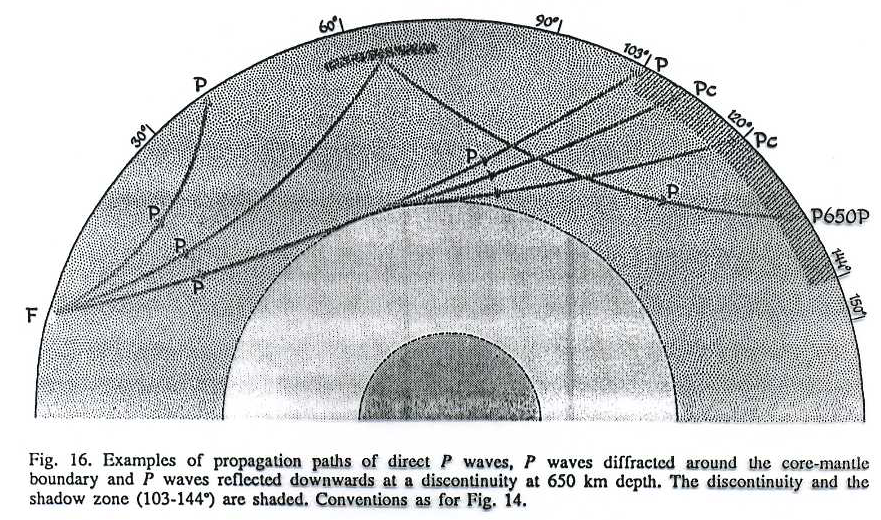 60°
90°
103°
P
Pc
P
30°
120°
Pc
P
P
P
P650P
P
144°
P
150°
F
Fig. 16. Examples of propagation paths of direct P waves, P waves diffracted around the core-mantle
boundary and P waves reflected downwards at a discontinuity at 650 km depth. The discontinuity and the
shadow zone (103-144°) are shaded. Conventions as for Fig. 14.